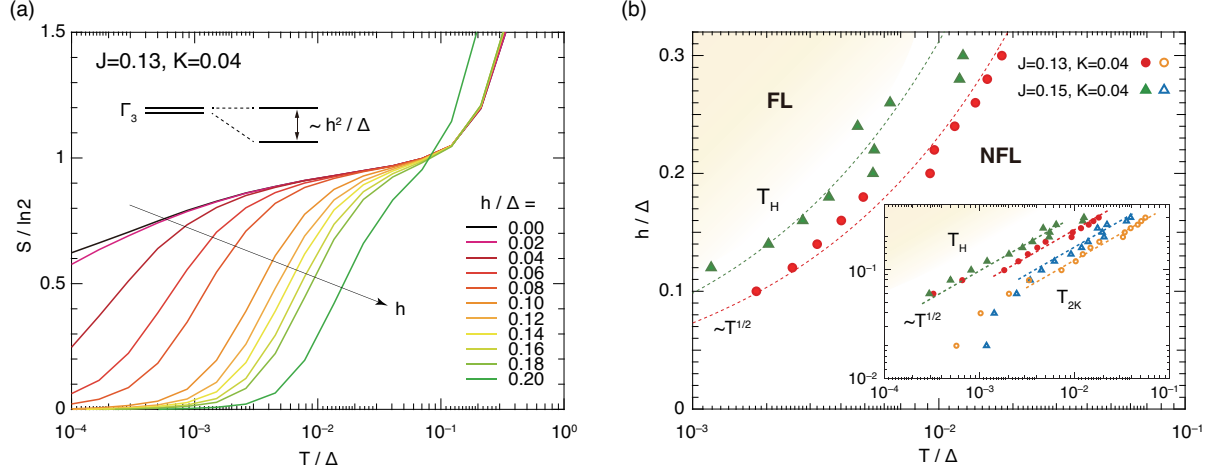 (a)
1.5
1
0.5
0
S / ln2
J=0.13, K=0.04
Γ₃
~ h² / Δ
h / Δ =
0.00
0.02
0.04
0.06
0.08
0.10
0.12
0.14
0.16
0.18
0.20
h
10⁻⁴ 10⁻³ 10⁻² 10⁻¹ 10⁰
T / Δ
(b)
0.3
0.2
0.1
0
h / Δ
FL
NFL
J=0.13, K=0.04
J=0.15, K=0.04
T_H
~T^1/2
10⁻¹
10⁻²
T_H
T_2K
~T^1/2
10⁻⁴ 10⁻³ 10⁻² 10⁻¹
10⁻³ 10⁻² 10⁻¹
T / Δ